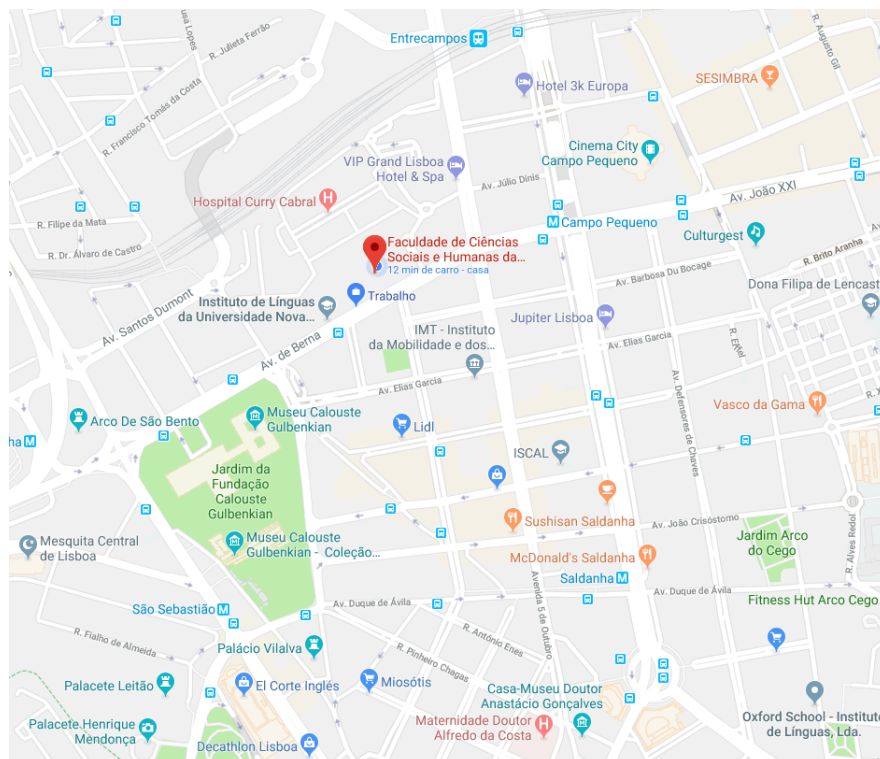 usa Lopes
R. Julieta Ferrão
Entrecampos
R. Augusto Gil
SESIMBRA
Hotel 3k Europa
R. Francisco Tomás da Costa
Cinema City
Campo Pequeno
VIP Grand Lisboa
Hotel & Spa
Av. Júlio Dinis
Av. João XXI
Hospital Curry Cabral
R. Filipe da Mata
M Campo Pequeno
Culturgest
R. Dr. Álvaro de Castro
Faculdade de Ciências
Sociais e Humanas da...
12 min de carro - casa
R. Brito Aranha
Av. Barbosa Du Bocage
Dona Filipa de Lencast
Trabalho
Instituto de Línguas
da Universidade Nova...
Av. Santos Dumont
Jupiter Lisboa
IMT - Instituto
da Mobilidade e dos...
Av. de Berna
Av. Elias Garcia
Av. Elias Garcia
Av. Defensores de Chaves
Vasco da Gama
Arco De São Bento
Museu Calouste
Gulbenkian
Lidl
ha M
ISCAL
Jardim da
Fundação
Calouste
Gulbenkian
Sushisan Saldanha
Av. João Crisóstomo
R. Alves Redol
Mesquita Central
de Lisboa
Museu Calouste
Gulbenkian - Coleção...
McDonald's Saldanha
Jardim Arco
do Cego
Saldanha M
Avenida 5 de Outubro
Av. Duque de Ávila
Av. Duque de Ávila
Fitness Hut Arco Cego
São Sebastião M
R. António Enes
R. Fialho de Almeida
Palácio Vilalva
R. Pinheiro Chagas
Palacete Leitão
El Corte Inglés
Miosótis
Casa-Museu Doutor
Anastácio Gonçalves
Palacete Henrique
Mendonça
Maternidade Doutor
Alfredo da Costa
Oxford School - Institute
de Línguas, Lda.
Decathlon Lisboa